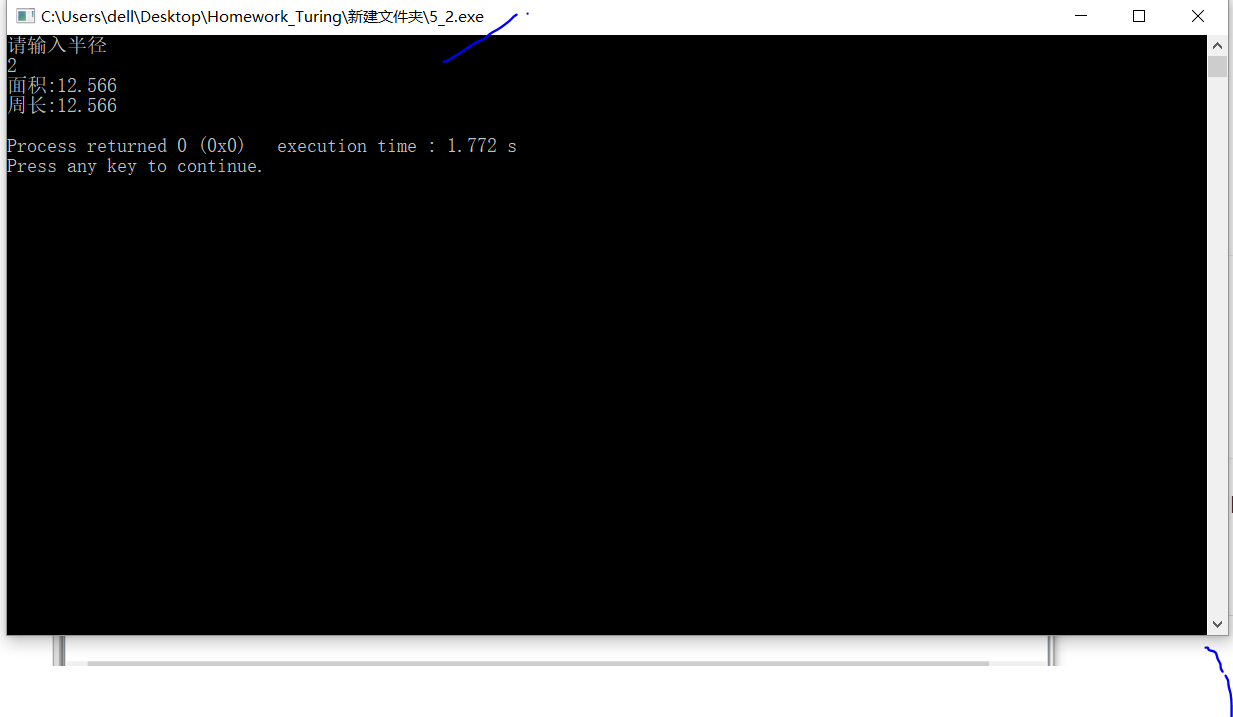 C:\Users\dell\Desktop\Homework_Turing\新建文件夹\5_2.exe
请输入半径
2
面积:12.566
周长:12.566
Process returned 0 (0x0)   execution time : 1.772 s
Press any key to continue.